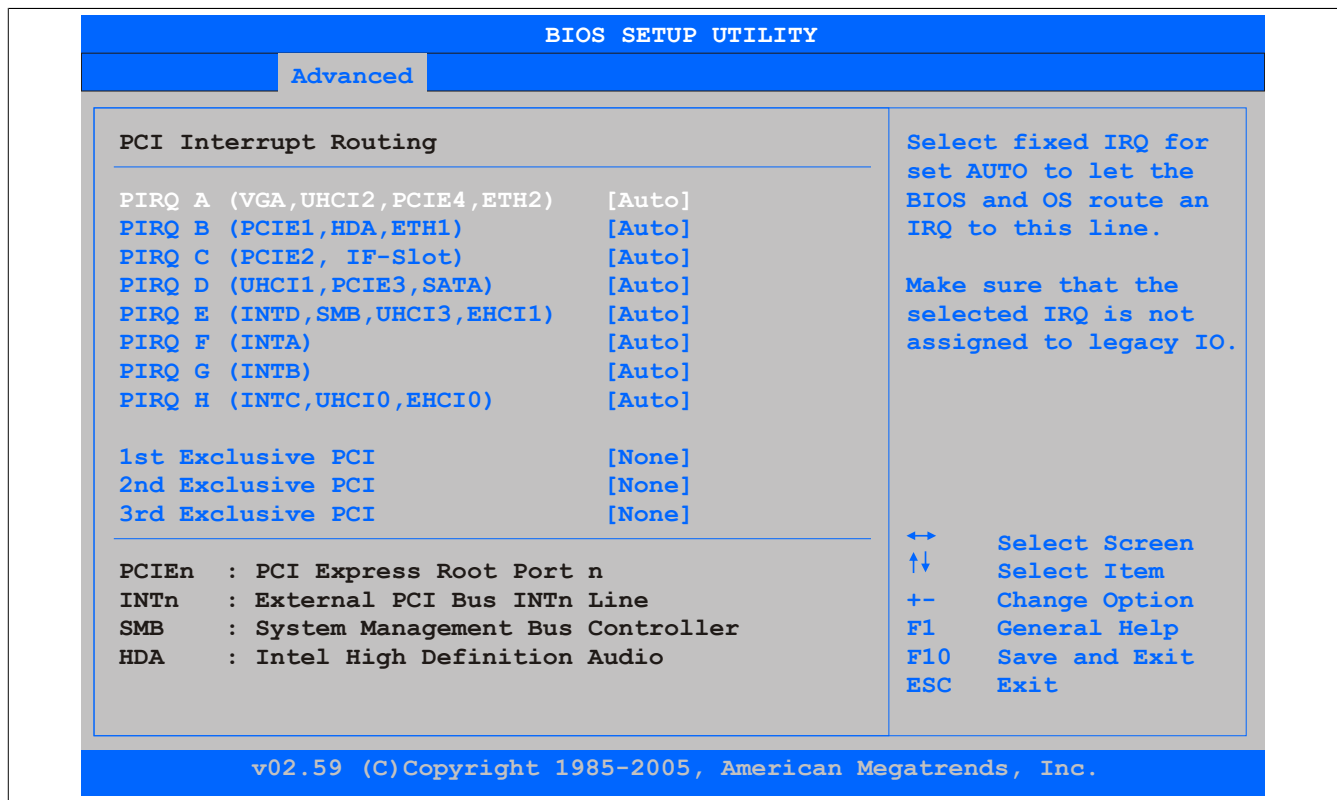 BIOS SETUP UTILITY
Advanced
PCI Interrupt Routing
PIRQ A (VGA,UHCI2,PCIE4,ETH2) [Auto]
PIRQ B (PCIE1,HDA,ETH1) [Auto]
PIRQ C (PCIE2, IF-Slot) [Auto]
PIRQ D (UHCI1,PCIE3,SATA) [Auto]
PIRQ E (INTD,SMB,UHCI3,EHCI1) [Auto]
PIRQ F (INTA) [Auto]
PIRQ G (INTB) [Auto]
PIRQ H (INTC,UHCI0,EHCI0) [Auto]
1st Exclusive PCI [None]
2nd Exclusive PCI [None]
3rd Exclusive PCI [None]
PCIEn : PCI Express Root Port n
INTn : External PCI Bus INTn Line
SMB : System Management Bus Controller
HDA : Intel High Definition Audio
Select fixed IRQ for
set AUTO to let the
BIOS and OS route an
IRQ to this line.
Make sure that the
selected IRQ is not
assigned to legacy IO.
↔ Select Screen
↑↓ Select Item
+- Change Option
F1 General Help
F10 Save and Exit
ESC Exit
v02.59 (C)Copyright 1985-2005, American Megatrends, Inc.